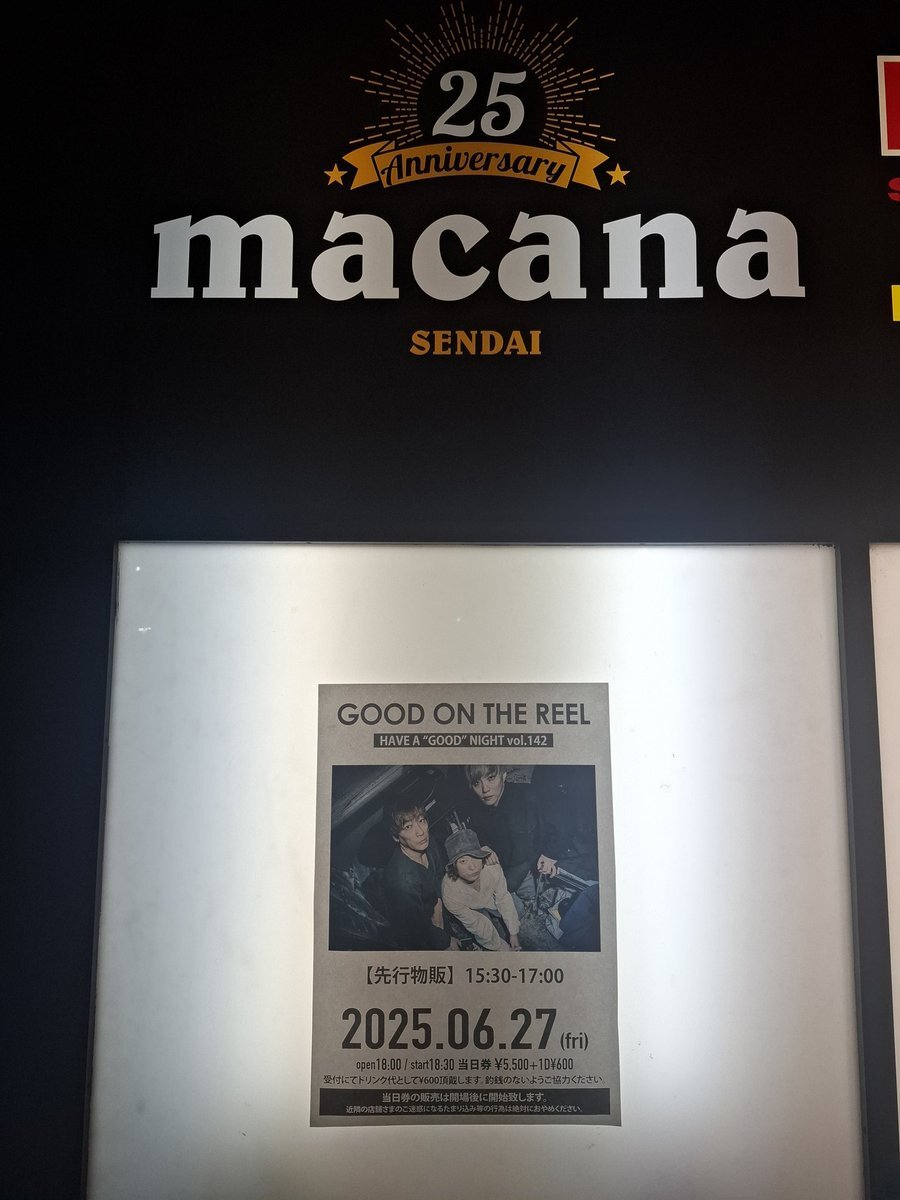 25
Anniversary
macana
SENDAI
GOOD ON THE REEL
HAVE A “GOOD” NIGHT vol.142
【先行物販】 15:30-17:00
2025.06.27 (fri)
open18:00 / start18:30 当日券 ¥5,500+1D¥600
受付にてドリンク代として¥600頂戴します。釣銭のないようご協力ください。
当日券の販売は開場後に開始致します。
近隣の店舗さまのご迷惑になるたまり込み等の行為は絶対におやめください。